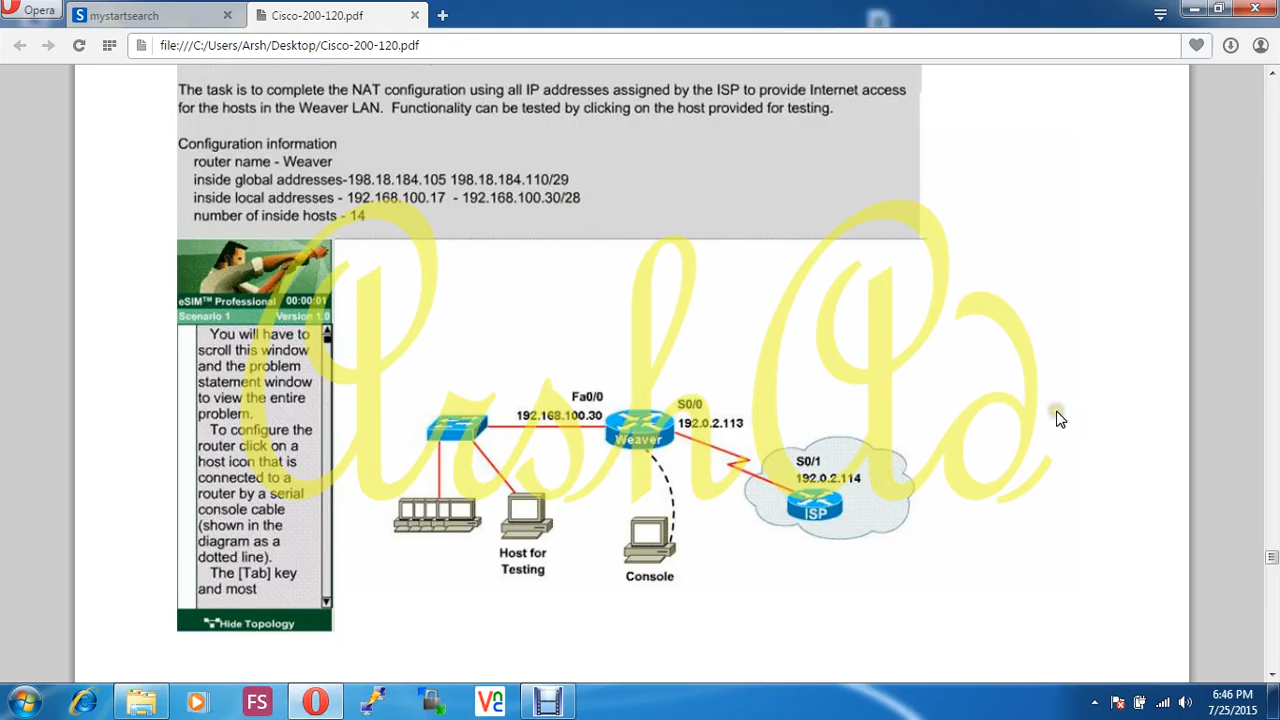 Opera
mystartsearch
Cisco-200-120.pdf
file:///C:/Users/Arsh/Desktop/Cisco-200-120.pdf
The task is to complete the NAT configuration using all IP addresses assigned by the ISP to provide Internet access
for the hosts in the Weaver LAN. Functionality can be tested by clicking on the host provided for testing.
Configuration information
router name - Weaver
inside global addresses-198.18.184.105 198.18.184.110/29
inside local addresses - 192.168.100.17 - 192.168.100.30/28
number of inside hosts - 14
eSIM™ Professional 00:00:01
Scenario 1 Version 1.0
You will have to
scroll this window
and the problem
statement window
to view the entire
problem.
To configure the
router click on a
host icon that is
connected to a
router by a serial
console cable
(shown in the
diagram as a
dotted line).
The [Tab] key
and most
Hide Topology
Fa0/0
192.168.100.30
S0/0
192.0.2.113
Weaver
S0/1
192.0.2.114
ISP
Host for
Testing
Console
FS
6:46 PM
7/25/2015